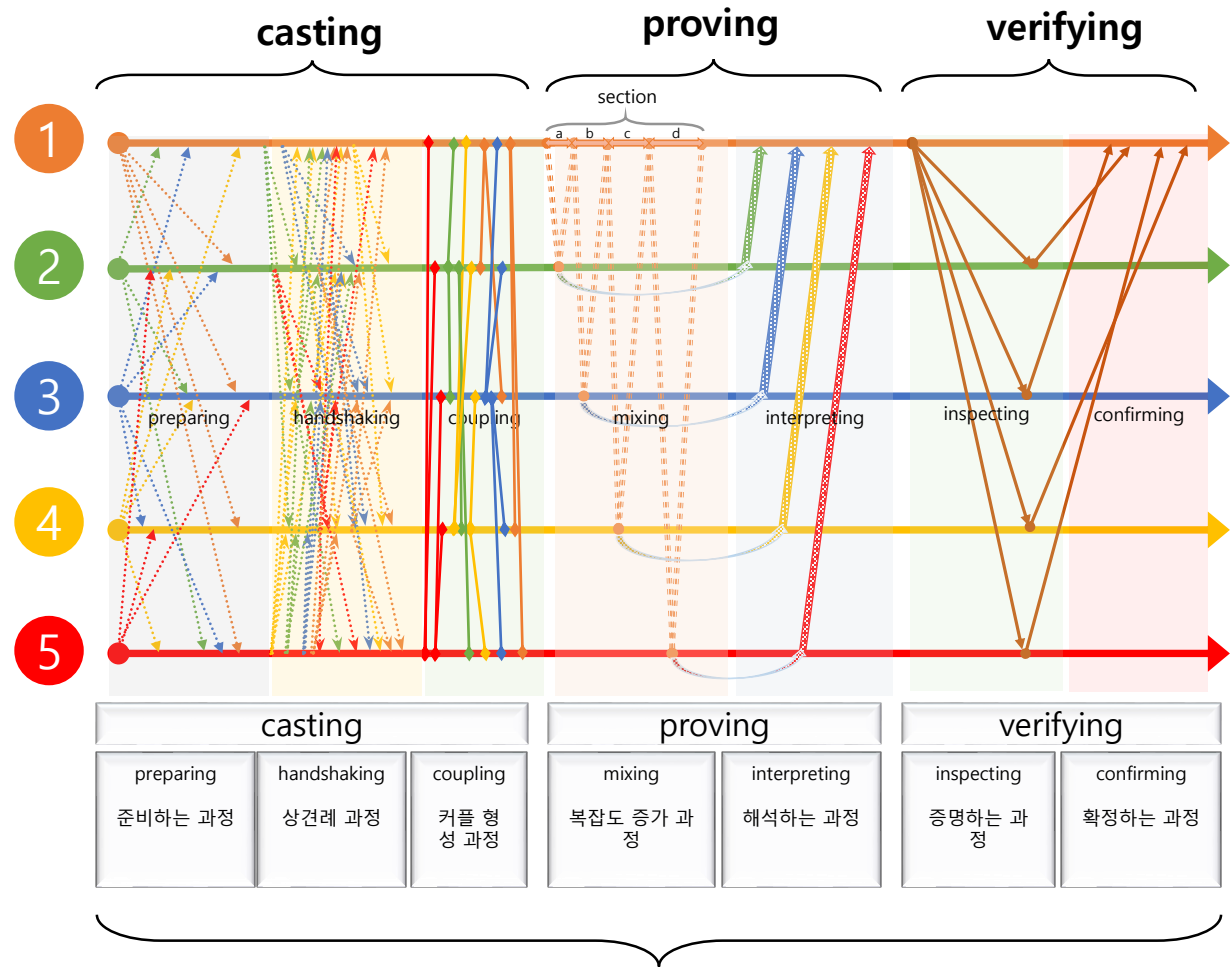 casting
proving
verifying
section
a b c d
1
2
3
4
5
preparing
handshaking
coupling
mixing
interpreting
inspecting
confirming
casting
proving
verifying
preparing
준비하는 과정
handshaking
상견례 과정
coupling
커플 형
성 과정
mixing
복잡도 증가 과
정
interpreting
해석하는 과정
inspecting
증명하는 과
정
confirming
확정하는 과정